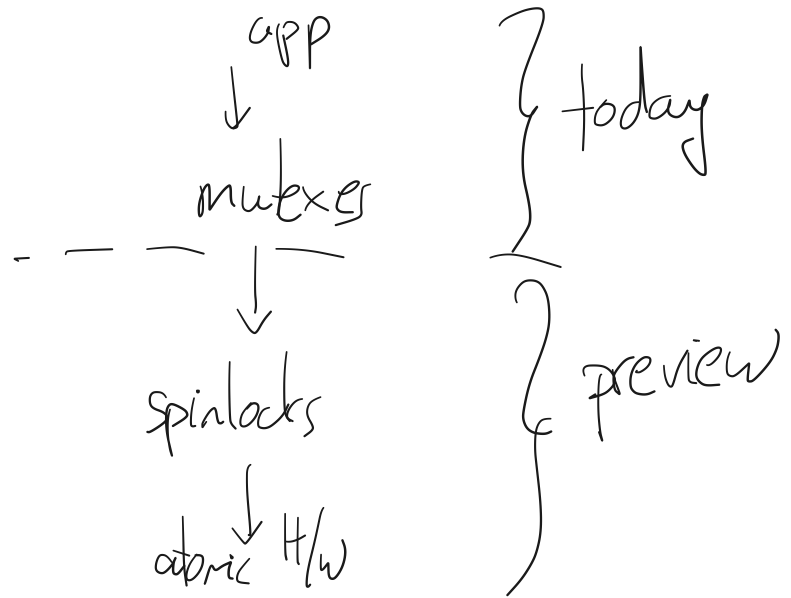 app
today
mutexes
preview
spinlocks
atomic H/W